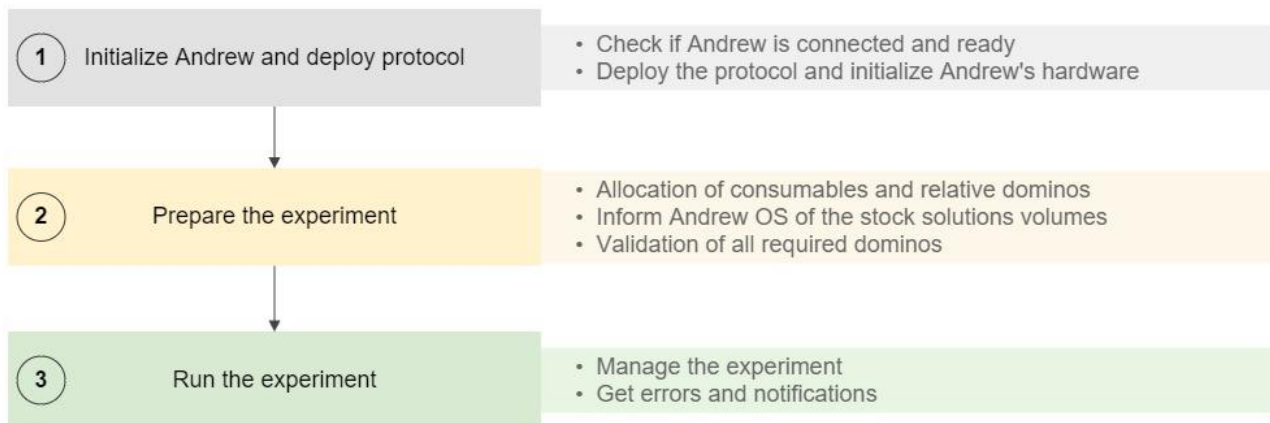 1 Initialize Andrew and deploy protocol
• Check if Andrew is connected and ready
• Deploy the protocol and initialize Andrew's hardware
2 Prepare the experiment
• Allocation of consumables and relative dominos
• Inform Andrew OS of the stock solutions volumes
• Validation of all required dominos
3 Run the experiment
• Manage the experiment
• Get errors and notifications